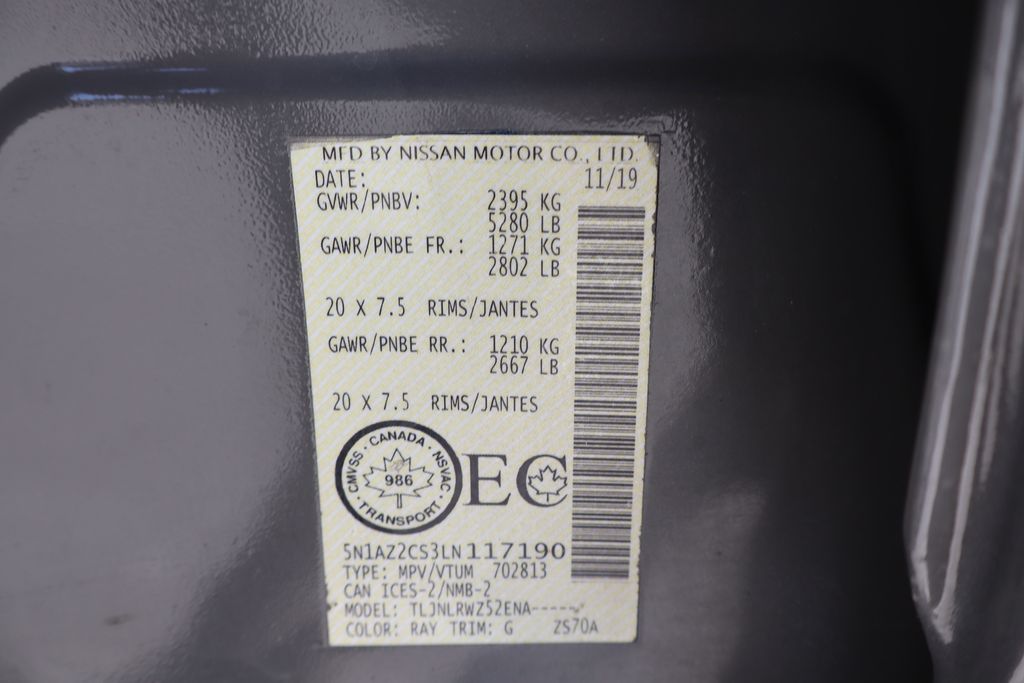 MFD BY NISSAN MOTOR CO., LTD.
DATE: 11/19
GVWR/PNBV: 2395 KG
5280 LB
GAWR/PNBE FR.: 1271 KG
2802 LB
20 X 7.5 RIMS/JANTES
GAWR/PNBE RR.: 1210 KG
2667 LB
20 X 7.5 RIMS/JANTES
CMVSS · CANADA · NSVAC · TRANSPORT ·
986
EC
5N1AZ2CS3LN117190
TYPE: MPV/VTUM 702813
CAN ICES-2/NMB-2
MODEL: TLJNLRWZ52ENA-----
COLOR: RAY TRIM: G ZS70A